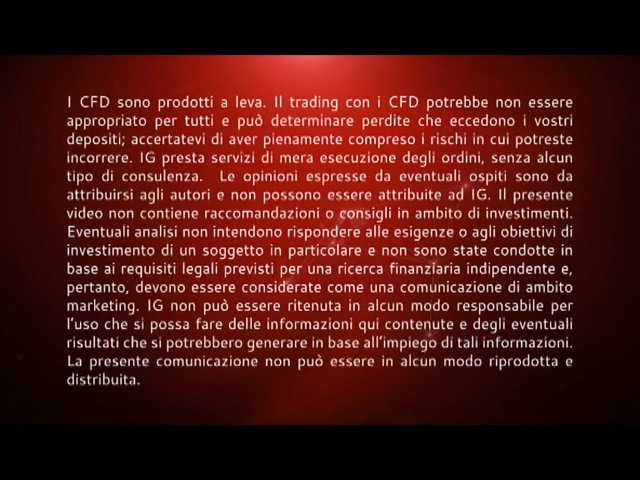 I CFD sono prodotti a leva. Il trading con i CFD potrebbe non essere
appropriato per tutti e può determinare perdite che eccedono i vostri
depositi; accertatevi di aver pienamente compreso i rischi in cui potreste
incorrere. IG presta servizi di mera esecuzione degli ordini, senza alcun
tipo di consulenza.  Le opinioni espresse da eventuali ospiti sono da
attribuirsi agli autori e non possono essere attribuite ad IG. Il presente
video non contiene raccomandazioni o consigli in ambito di investimenti.
Eventuali analisi non intendono rispondere alle esigenze o agli obiettivi di
investimento di un soggetto in particolare e non sono state condotte in
base ai requisiti legali previsti per una ricerca finanziaria indipendente e,
pertanto, devono essere considerate come una comunicazione di ambito
marketing. IG non può essere ritenuta in alcun modo responsabile per
l'uso che si possa fare delle informazioni qui contenute e degli eventuali
risultati che si potrebbero generare in base all'impiego di tali informazioni.
La presente comunicazione non può essere in alcun modo riprodotta e
distribuita.